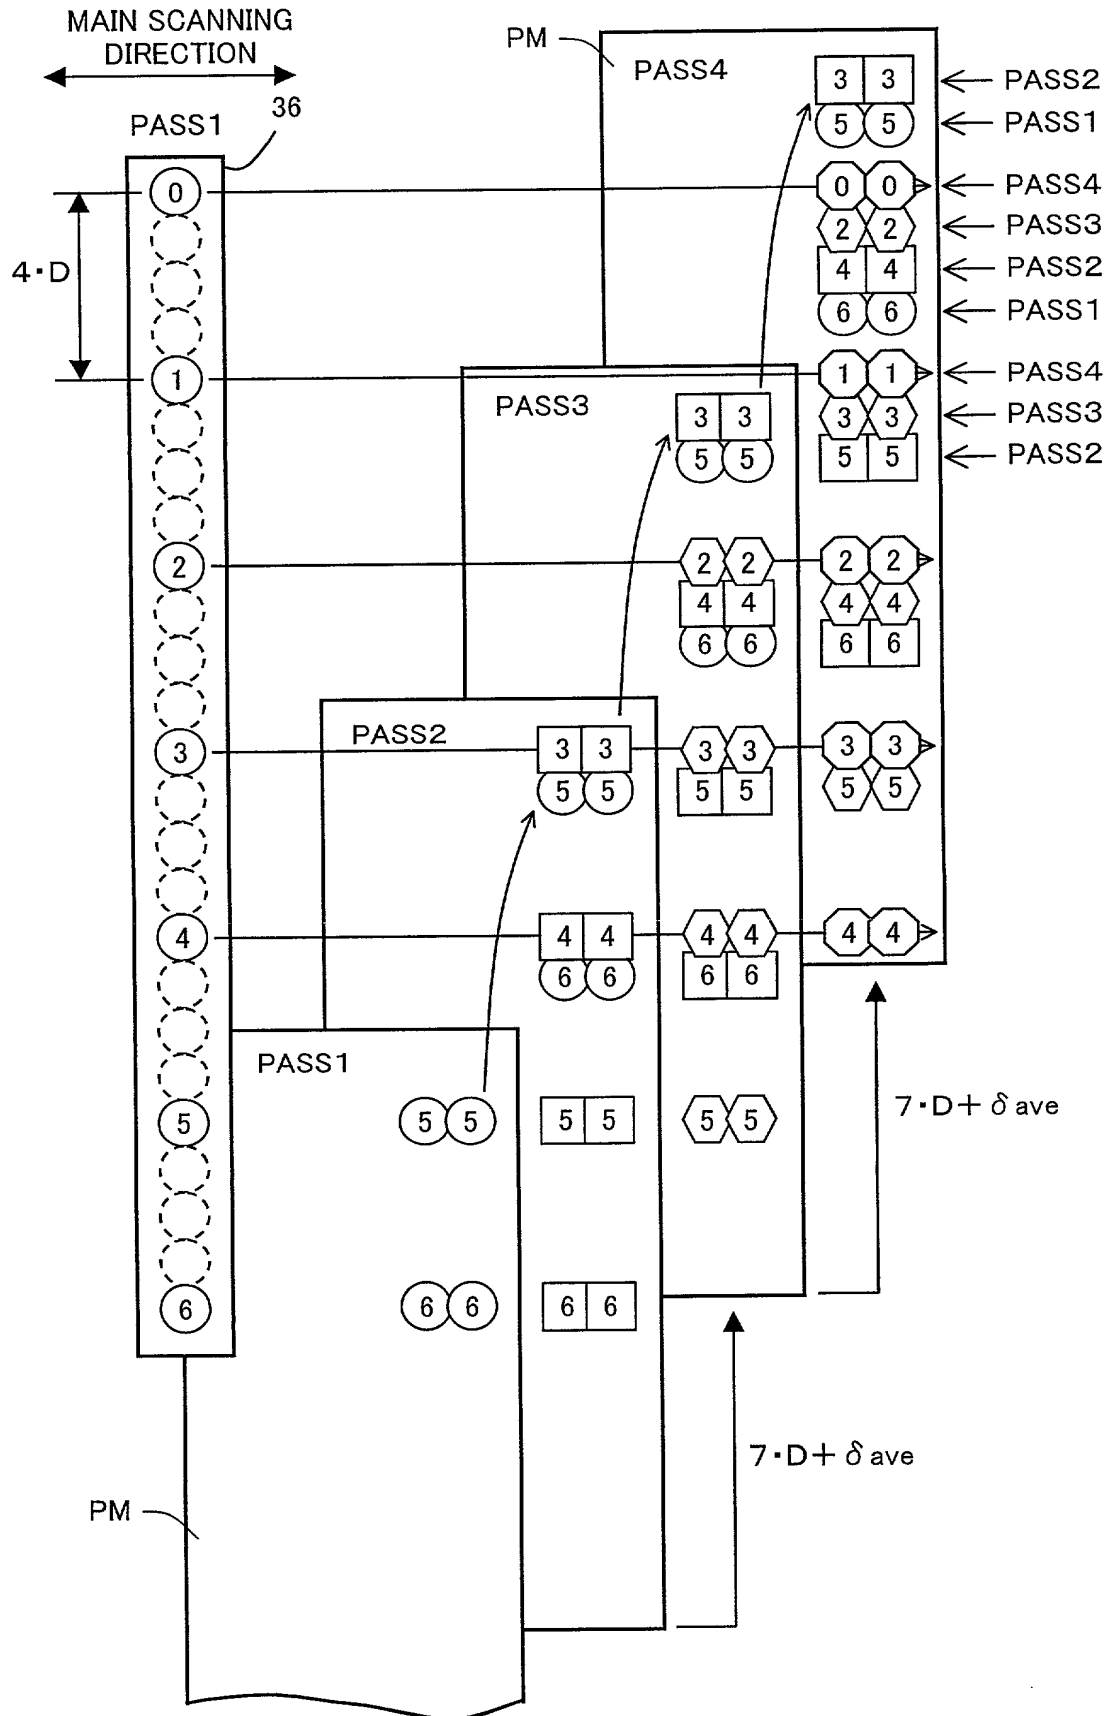 MAIN SCANNING
DIRECTION
36
PASS1
PM
PASS4
3 3 PASS2
5 5 PASS1
0 0 0 PASS4
2 2 PASS3
4·D
4 4 PASS2
6 6 PASS1
1 1 1 PASS4
PASS3
3 3 3 3 PASS3
5 5 5 5 PASS2
2 2 2 2 2
4 4 4 4
6 6 6 6
PASS2
3 3 3 3 3 3 3
5 5 5 5 5 5
4 4 4 4 4 4 4
6 6 6 6
PASS1
7·D+δave
5 5 5 5 5 5 5
6 6 6 6 6
7·D+δave
PM